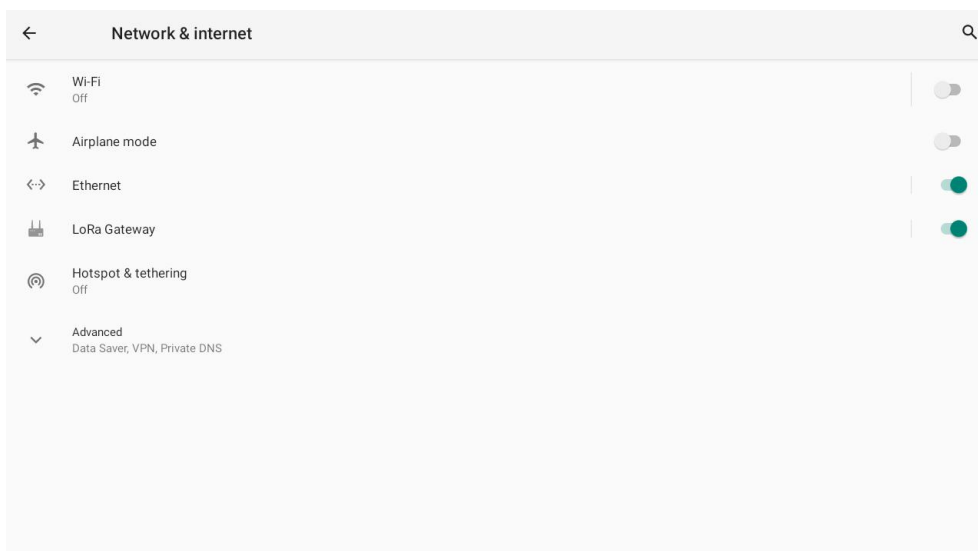 Network & internet
Wi-Fi
Off
Airplane mode
Ethernet
LoRa Gateway
Hotspot & tethering
Off
Advanced
Data Saver, VPN, Private DNS